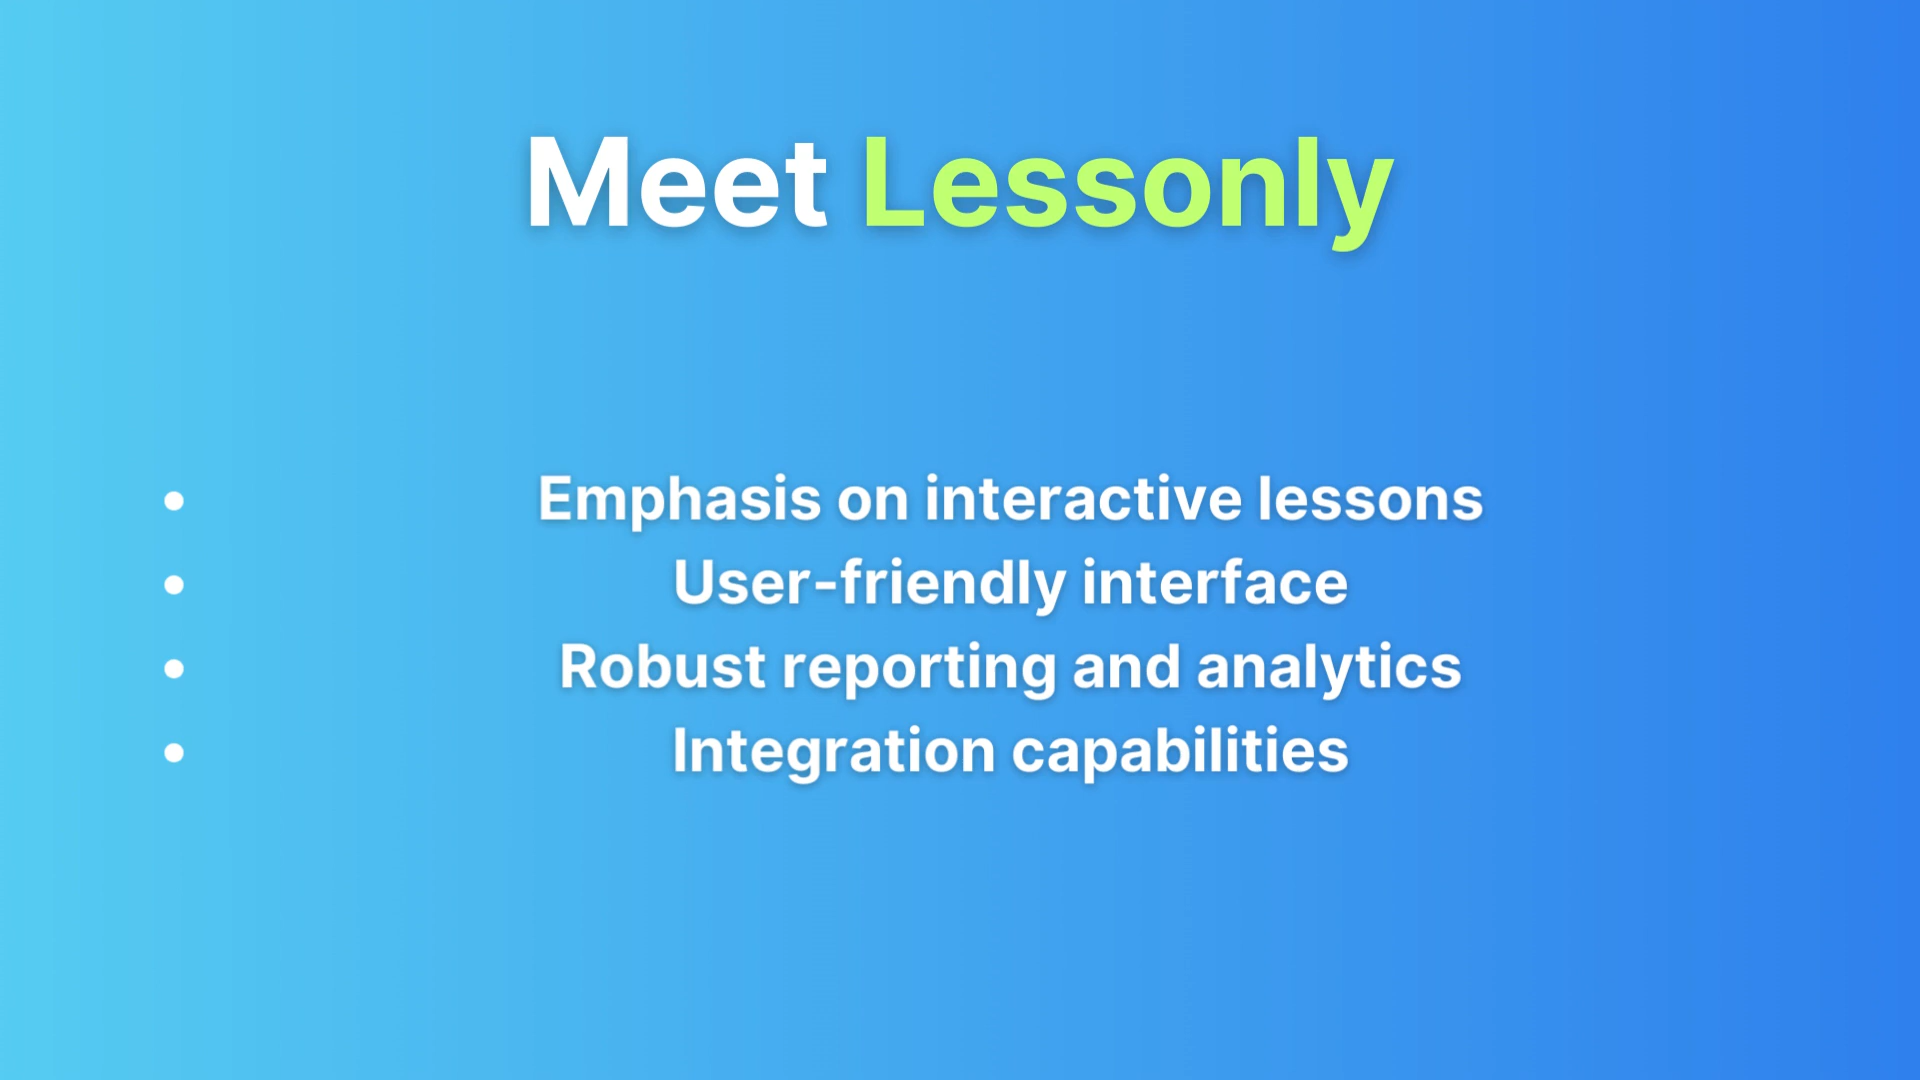 Meet Lessonly
• Emphasis on interactive lessons
• User-friendly interface
• Robust reporting and analytics
• Integration capabilities